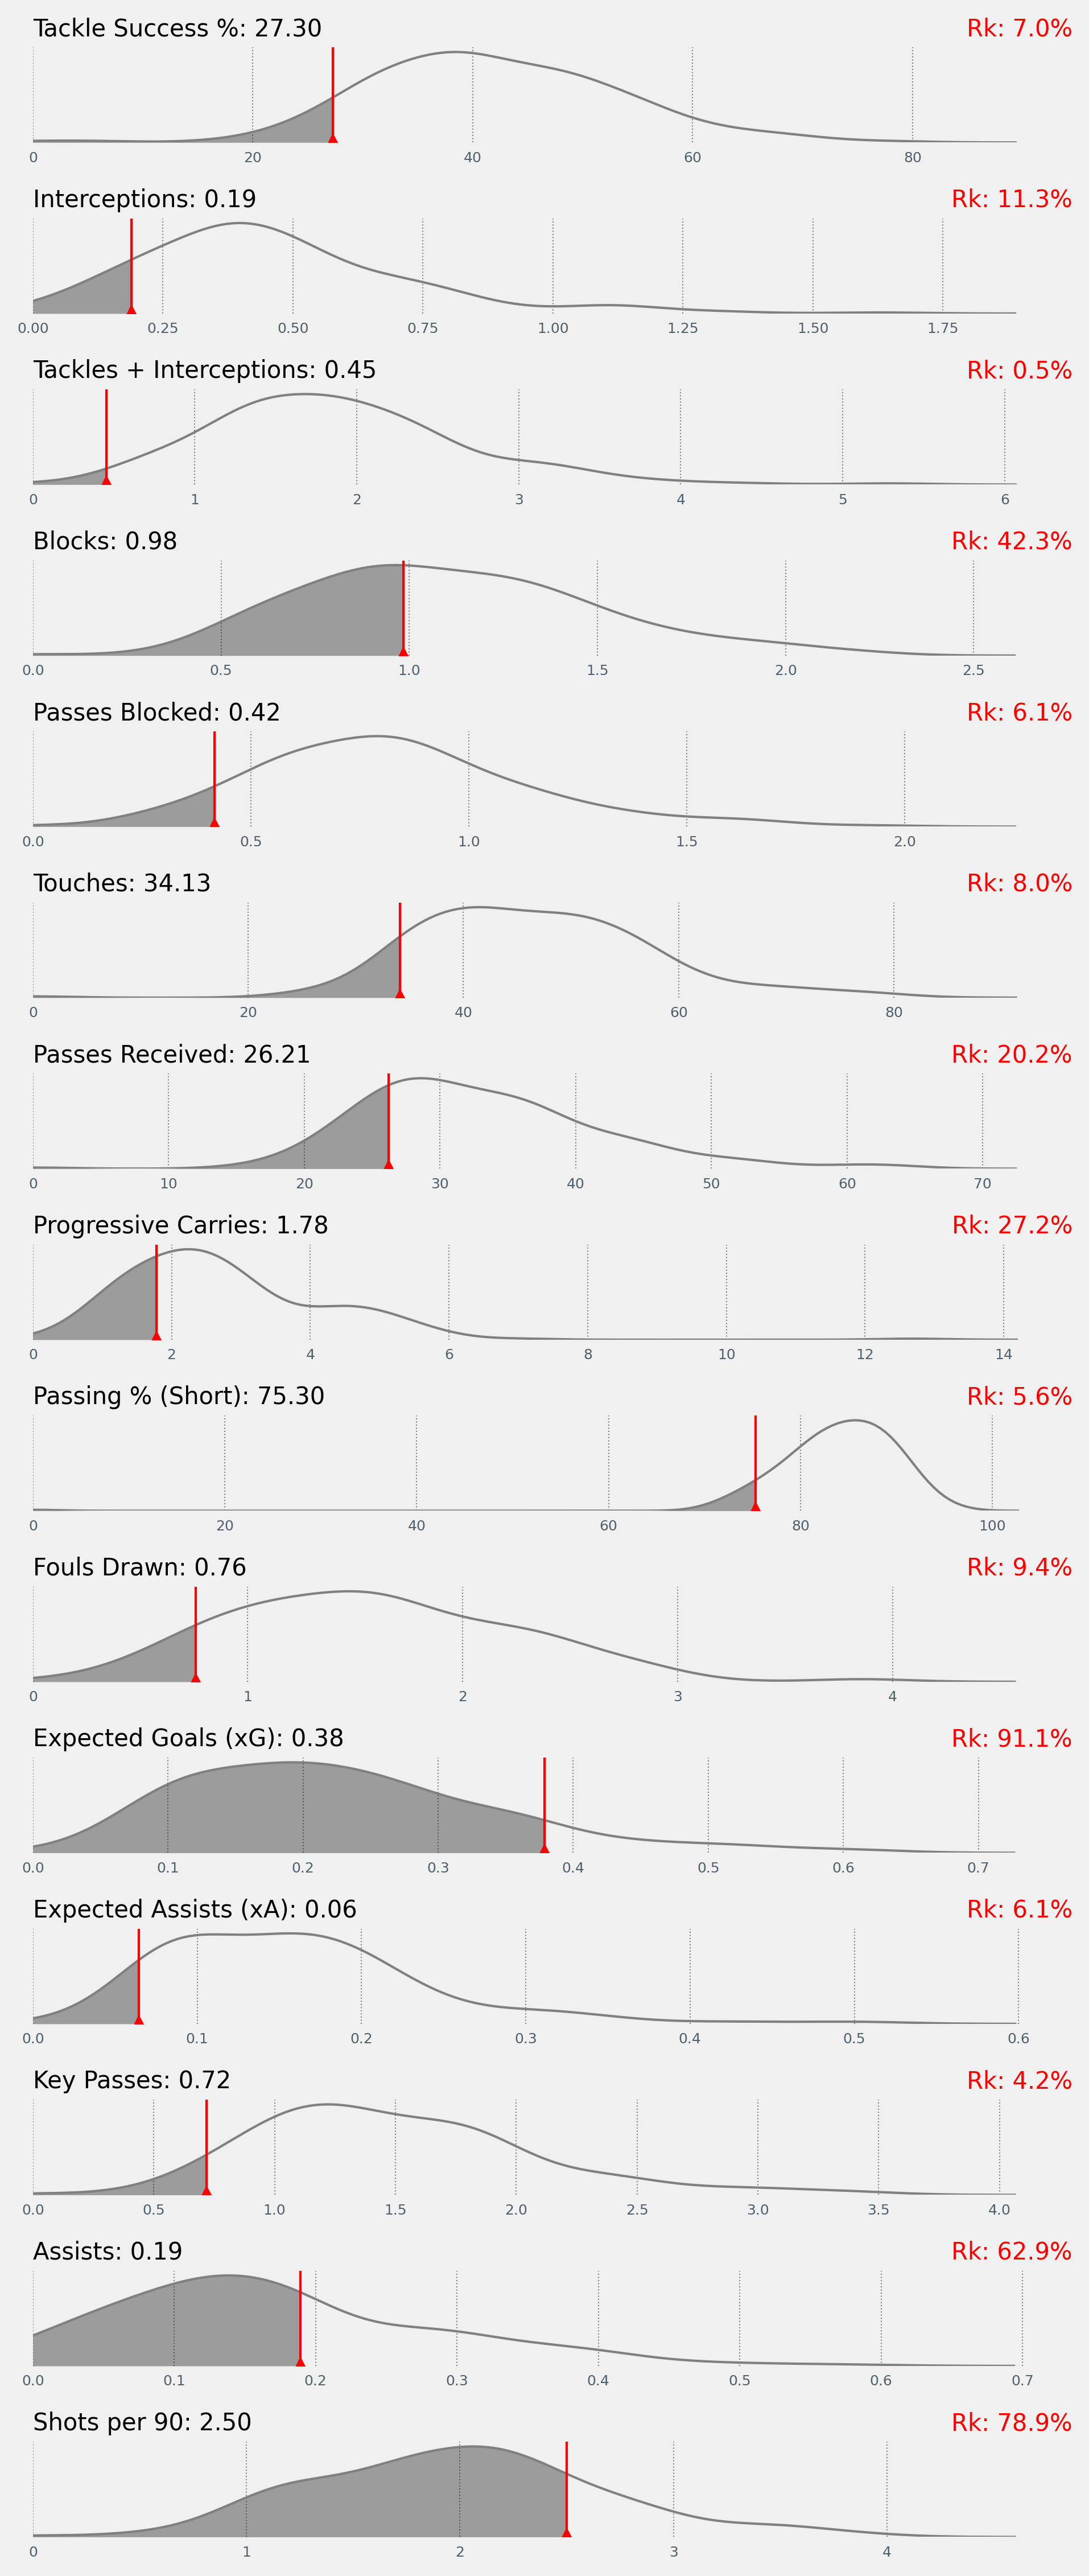 Tackle Success %: 27.30 Rk: 7.0%
0 20 40 60 80
Interceptions: 0.19 Rk: 11.3%
0.00 0.25 0.50 0.75 1.00 1.25 1.50 1.75
Tackles + Interceptions: 0.45 Rk: 0.5%
0 1 2 3 4 5 6
Blocks: 0.98 Rk: 42.3%
0.0 0.5 1.0 1.5 2.0 2.5
Passes Blocked: 0.42 Rk: 6.1%
0.0 0.5 1.0 1.5 2.0
Touches: 34.13 Rk: 8.0%
0 20 40 60 80
Passes Received: 26.21 Rk: 20.2%
0 10 20 30 40 50 60 70
Progressive Carries: 1.78 Rk: 27.2%
0 2 4 6 8 10 12 14
Passing % (Short): 75.30 Rk: 5.6%
0 20 40 60 80 100
Fouls Drawn: 0.76 Rk: 9.4%
0 1 2 3 4
Expected Goals (xG): 0.38 Rk: 91.1%
0.0 0.1 0.2 0.3 0.4 0.5 0.6 0.7
Expected Assists (xA): 0.06 Rk: 6.1%
0.0 0.1 0.2 0.3 0.4 0.5 0.6
Key Passes: 0.72 Rk: 4.2%
0.0 0.5 1.0 1.5 2.0 2.5 3.0 3.5 4.0
Assists: 0.19 Rk: 62.9%
0.0 0.1 0.2 0.3 0.4 0.5 0.6 0.7
Shots per 90: 2.50 Rk: 78.9%
0 1 2 3 4